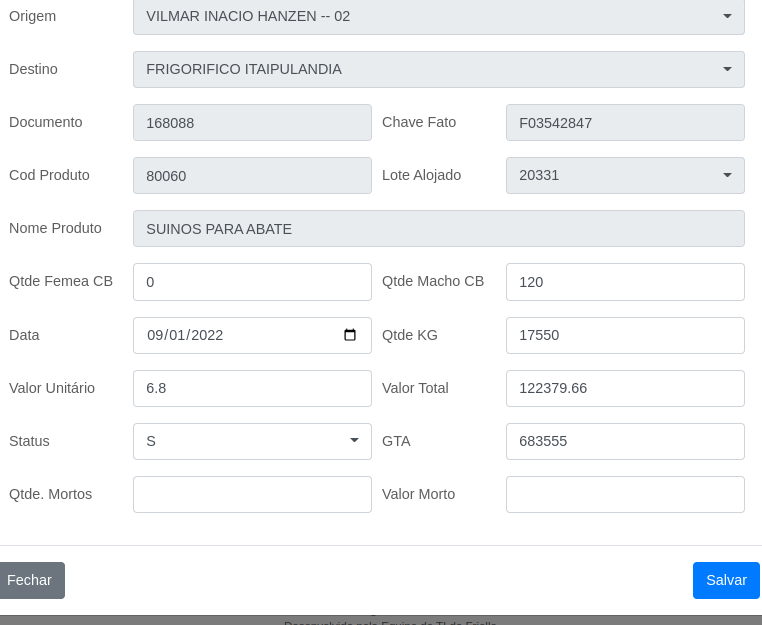 Origem VILMAR INACIO HANZEN -- 02
Destino FRIGORIFICO ITAIPULANDIA
Documento 168088 Chave Fato F03542847
Cod Produto 80060 Lote Alojado 20331
Nome Produto SUINOS PARA ABATE
Qtde Femea CB 0 Qtde Macho CB 120
Data 09/01/2022 Qtde KG 17550
Valor Unitário 6.8 Valor Total 122379.66
Status S GTA 683555
Qtde. Mortos Valor Morto
Fechar Salvar